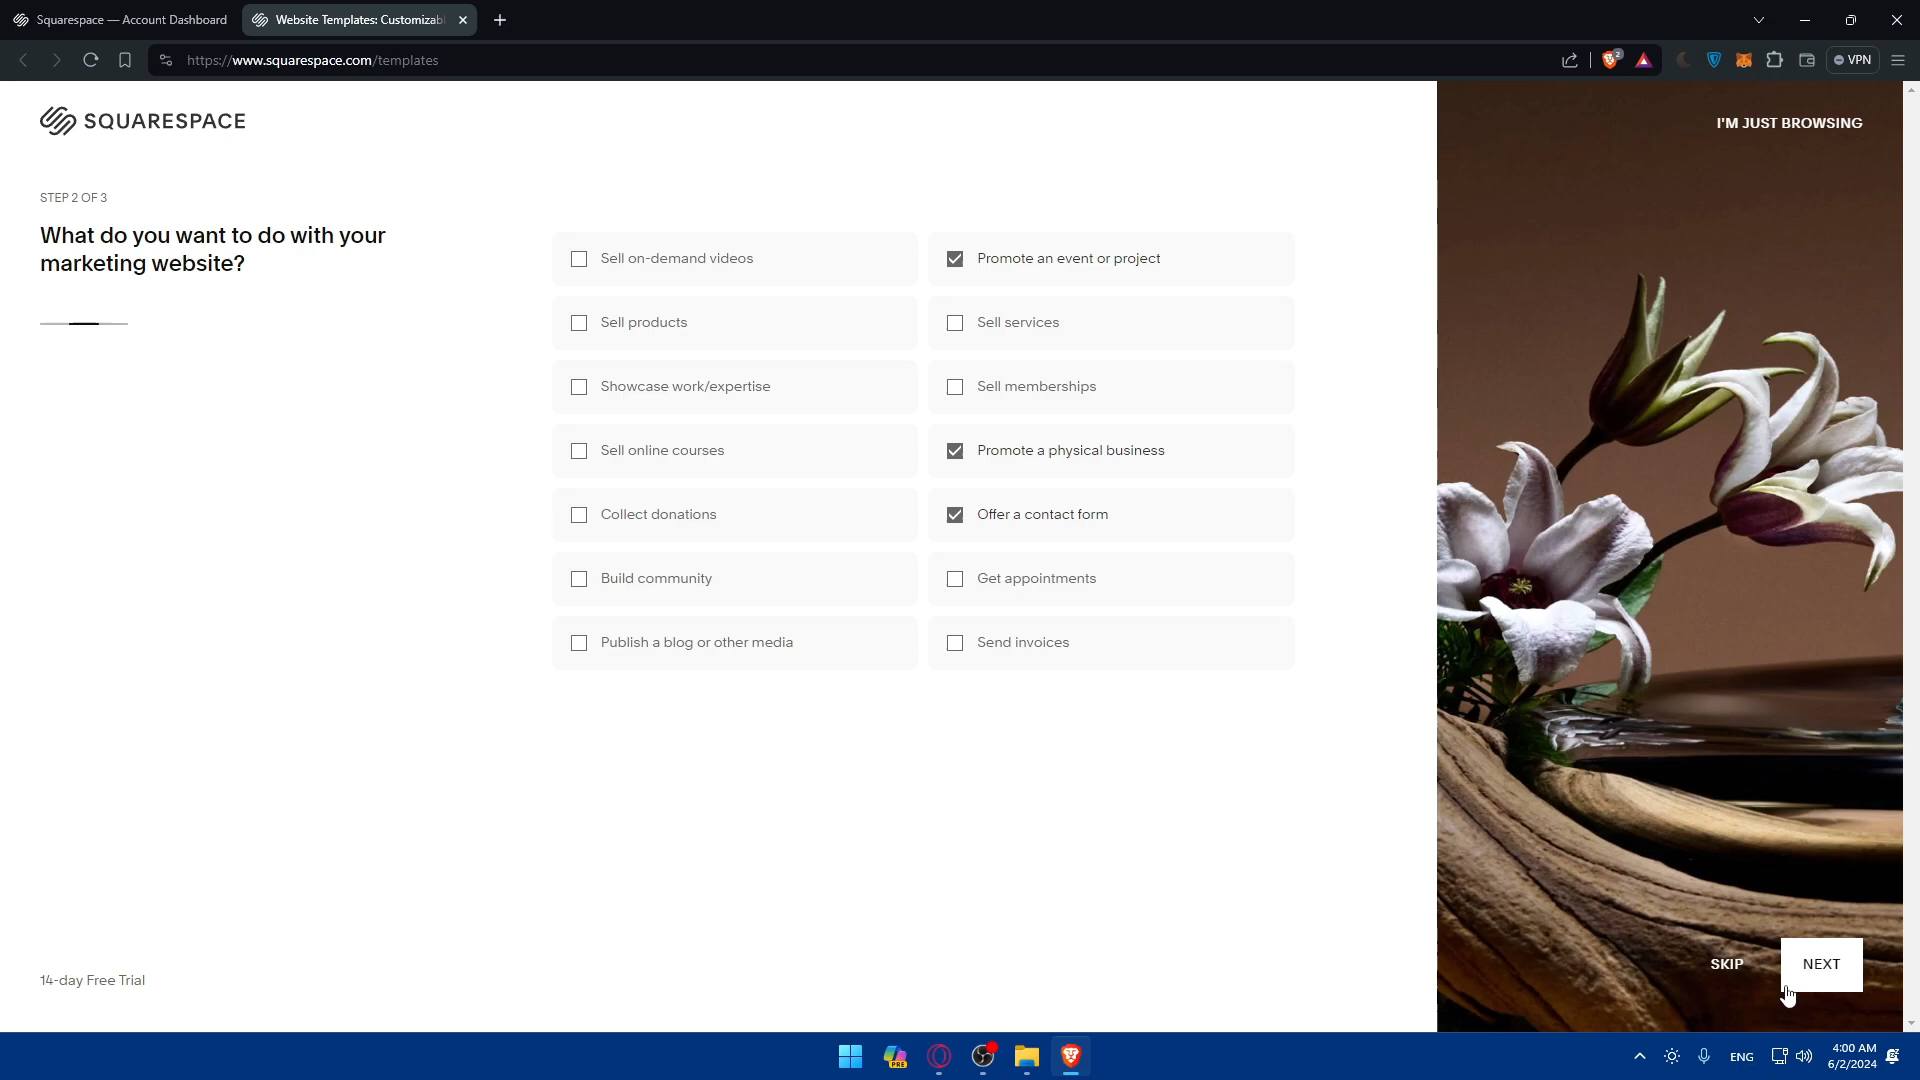 Squarespace — Account Dashboard
Website Templates: Customizab
https://www.squarespace.com/templates
2
VPN
SQUARESPACE
I'M JUST BROWSING
STEP 2 OF 3
What do you want to do with your
marketing website?
Sell on-demand videos
Promote an event or project
Sell products
Sell services
Showcase work/expertise
Sell memberships
Sell online courses
Promote a physical business
Collect donations
Offer a contact form
Build community
Get appointments
Publish a blog or other media
Send invoices
14-day Free Trial
SKIP
NEXT
PRE
ENG
4:00 AM
6/2/2024